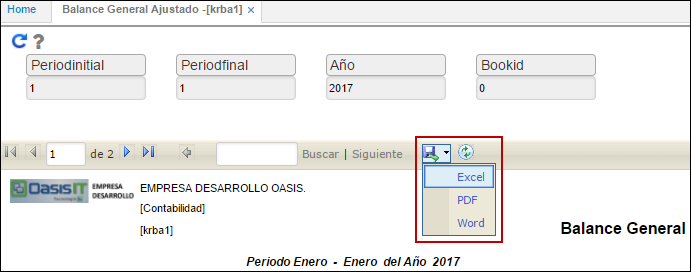 Home Balance General Ajustado -[krba1] ×
?
Periodinitial Periodfinal Año Bookid
1 1 2017 0
1 de 2 Buscar | Siguiente
Excel
PDF
Word
OasisIT
Tecnología
EMPRESA
DESARROLLO
EMPRESA DESARROLLO OASIS.
[Contabilidad]
[krba1]
Balance General
Periodo Enero - Enero del Año 2017